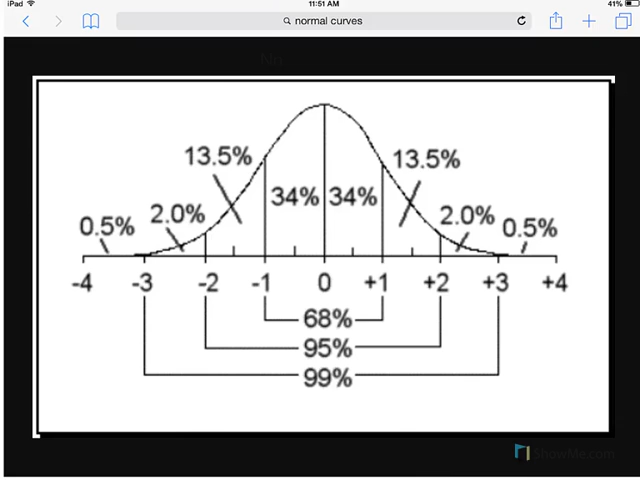 iPad 11:51 AM 41%
normal curves
No
13.5% 13.5%
34% 34%
0.5% 2.0% 2.0% 0.5%
-4 -3 -2 -1 0 +1 +2 +3 +4
68%
95%
99%
ShowMe.com